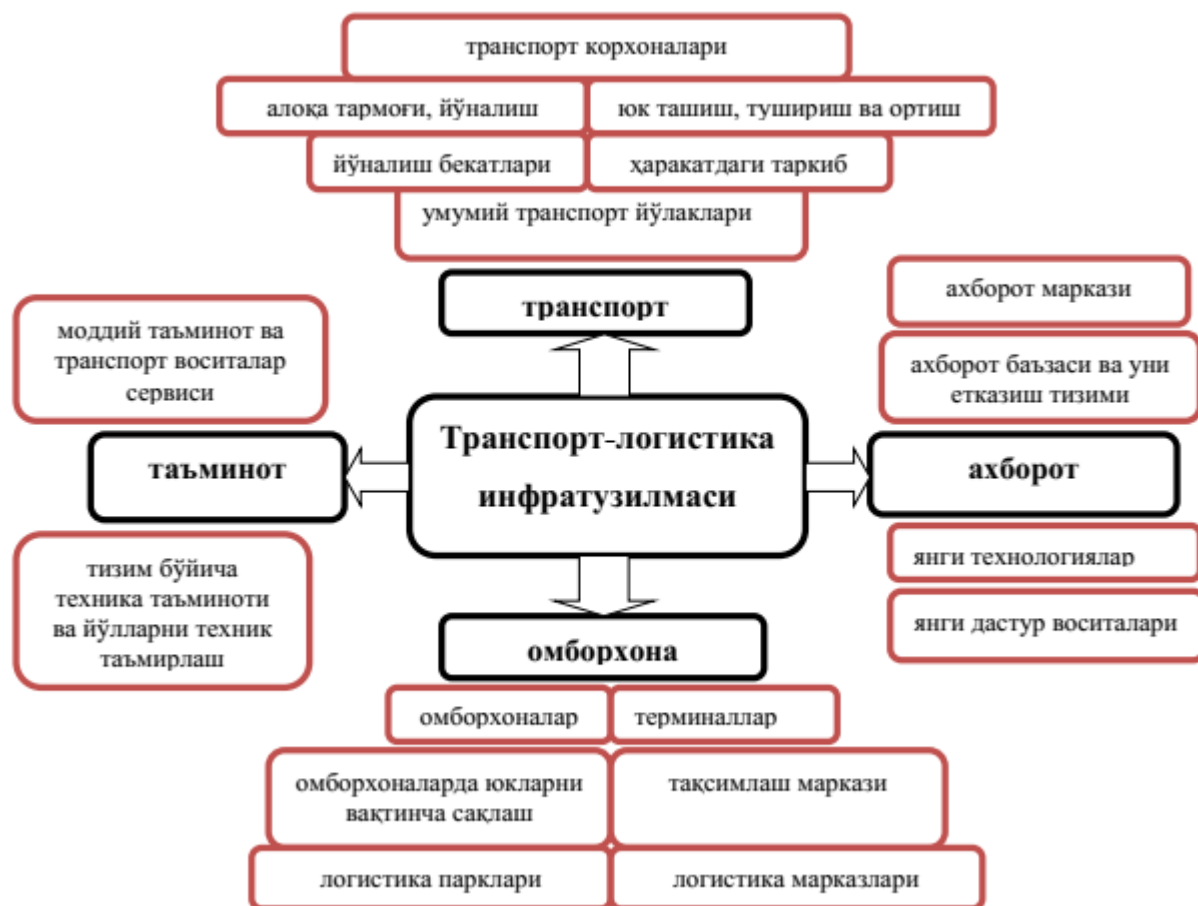 транспорт корхоналари
алоқа тармоғи, йўналиш
юк ташиш, тушириш ва ортиш
йўналиш бекатлари
ҳаракатдаги таркиб
умумий транспорт йўлаклари
транспорт
моддий таъминот ва
транспорт воситалар
сервиси
таъминот
тизим бўйича
техника таъминоти
ва йўлларни техник
таъмирлаш
Транспорт-логистика
инфратузилмаси
ахборот маркази
ахборот баъзаси ва уни
етказиш тизими
ахборот
янги технологиялар
янги дастур воситалари
омборхона
омборхоналар
терминаллар
омборхоналарда юкларни
вақтинча сақлаш
тақсимлаш маркази
логистика парклари
логистика марказлари